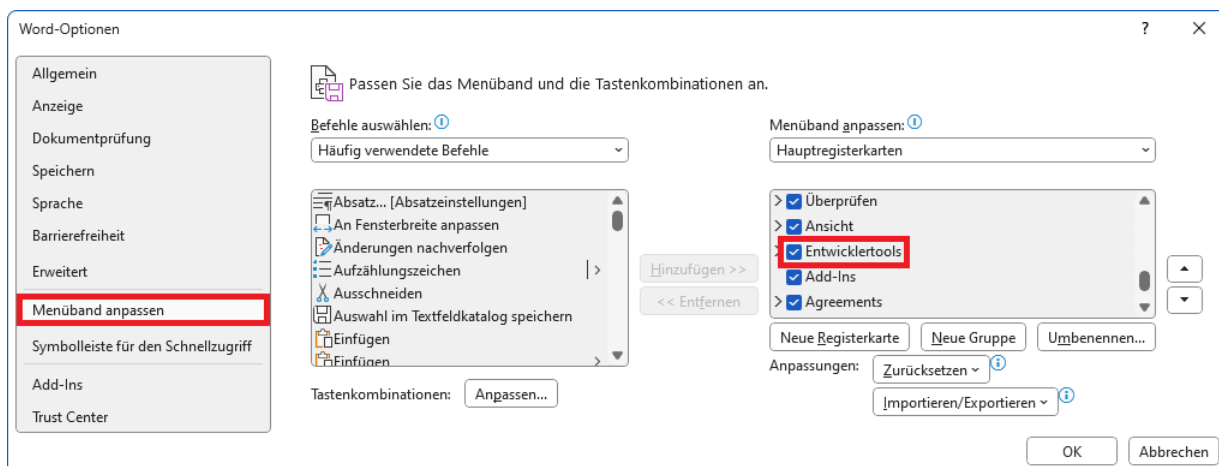 Word-Optionen
Allgemein
Anzeige
Dokumentprüfung
Speichern
Sprache
Barrierefreiheit
Erweitert
Menüband anpassen
Symbolleiste für den Schnellzugriff
Add-Ins
Trust Center
Passen Sie das Menüband und die Tastenkombinationen an.
Befehle auswählen:
Häufig verwendete Befehle
Absatz... [Absatzeinstellungen]
An Fensterbreite anpassen
Änderungen nachverfolgen
Aufzählungszeichen
Ausschneiden
Auswahl im Textfeldkatalog speichern
Einfügen
Einfügen
Tastenkombinationen:
Anpassen...
Hinzufügen >>
<< Entfernen
Menüband anpassen:
Hauptregisterkarten
Überprüfen
Ansicht
Entwicklertools
Add-Ins
Agreements
Neue Registerkarte
Neue Gruppe
Umbenennen...
Anpassungen:
Zurücksetzen
Importieren/Exportieren
OK
Abbrechen